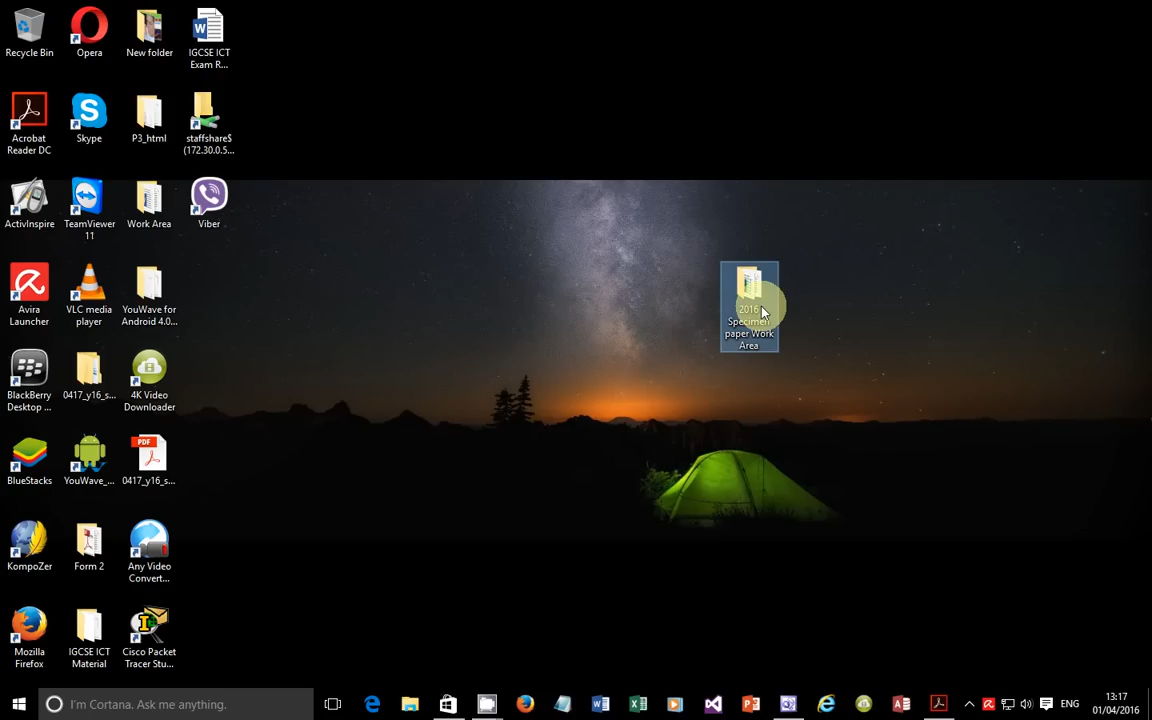 Recycle Bin
Opera
New folder
IGCSE ICT
Exam R...
Acrobat
Reader DC
Skype
P3_html
staffshare$
(172.30.0.5...
ActivInspire
TeamViewer
11
Work Area
Viber
Avira
Launcher
VLC media
player
YouWave for
Android 4.0...
2016
Specimen
paper Work
Area
BlackBerry
Desktop ...
0417_y16_s...
4K Video
Downloader
BlueStacks
YouWave_...
PDF
0417_y16_s...
KompoZer
Form 2
Any Video
Convert...
Mozilla
Firefox
IGCSE ICT
Material
Cisco Packet
Tracer Stu...
I'm Cortana. Ask me anything.
ENG
13:17
01/04/2016